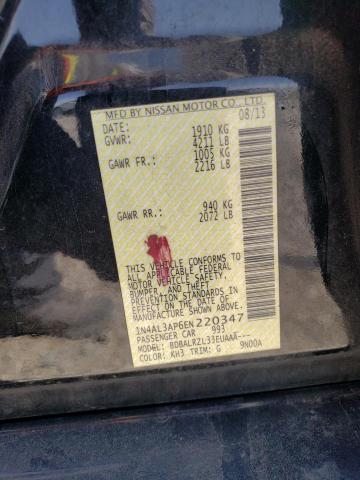 MFD BY NISSAN MOTOR CO., LTD.
DATE: 08/13
GVWR: 1910 KG
4211 LB
GAWR FR.: 1005 KG
2216 LB
GAWR RR.: 940 KG
2072 LB
THIS VEHICLE CONFORMS TO
ALL APPLICABLE FEDERAL
MOTOR VEHICLE SAFETY,
BUMPER, AND THEFT
PREVENTION STANDARDS IN
EFFECT ON THE DATE OF
MANUFACTURE SHOWN ABOVE.
1N4AL3AP6EN220347
PASSENGER CAR 993
MODEL: BDBALRZL33EUAAA---
COLOR: KH3 TRIM: G 9N00A